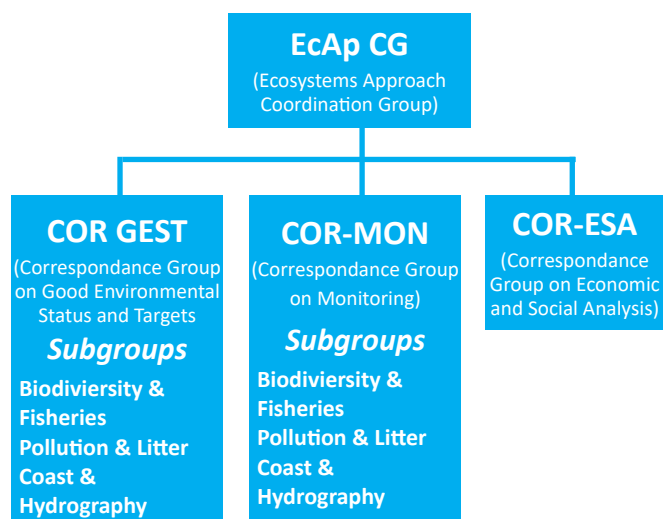 EcAp CG
(Ecosystems Approach
Coordination Group)
COR GEST
(Correspondance Group
on Good Environmental
Status and Targets
Subgroups
Biodiviersity &
Fisheries
Pollution & Litter
Coast &
Hydrography
COR-MON
(Correspondance Group
on Monitoring)
Subgroups
Biodiviersity &
Fisheries
Pollution & Litter
Coast &
Hydrography
COR-ESA
(Correspondance
Group on Economic
and Social Analysis)